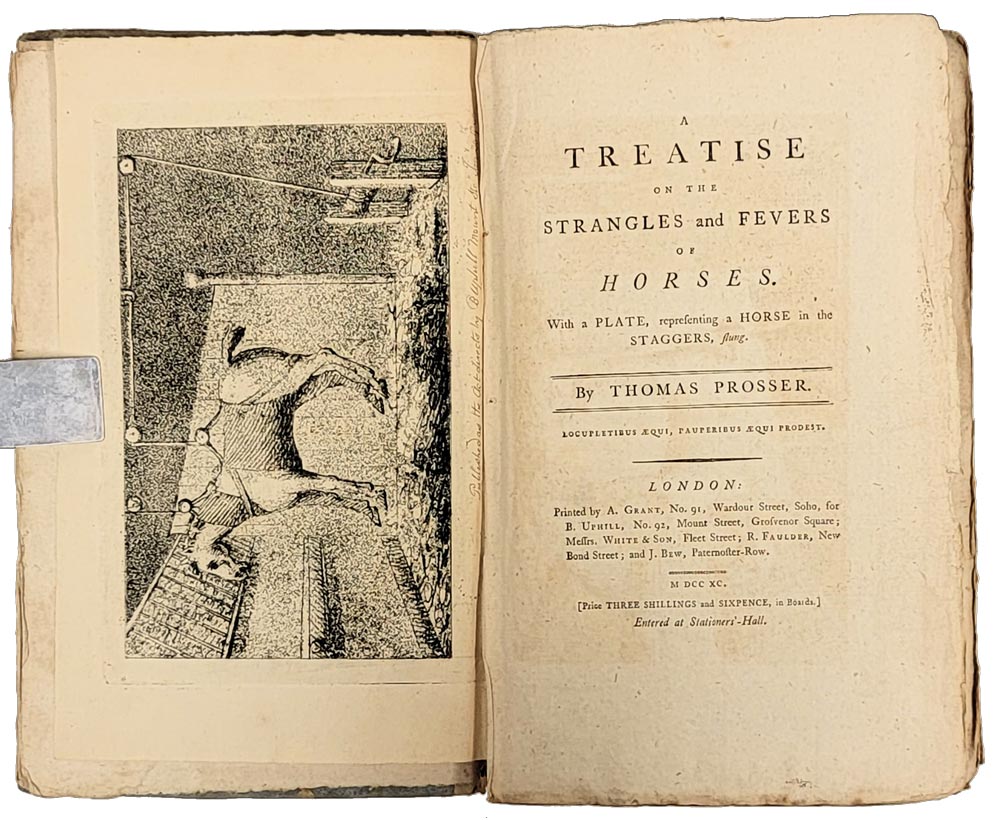 Published as the Act directs by B. Uphill Mount St.
A
TREATISE
ON THE
STRANGLES and FEVERS
OF
HORSES.
With a PLATE, repreſenting a HORSE in the
STAGGERS, ſlung.
By THOMAS PROSSER.
LOCUPLETIBUS ÆQUI, PAUPERIBUS ÆQUI PRODEST.
LONDON:
Printed by A. GRANT, No. 91, Wardour Street, Soho, for
B. UPHILL, No. 92, Mount Street, Groſvenor Square;
Meſſrs. WHITE & SON, Fleet Street; R. FAULDER, New
Bond Street; and J. BEW, Paternoſter-Row.
M DCC XC.
[Price THREE SHILLINGS and SIXPENCE, in Boards.]
Entered at Stationers'-Hall.